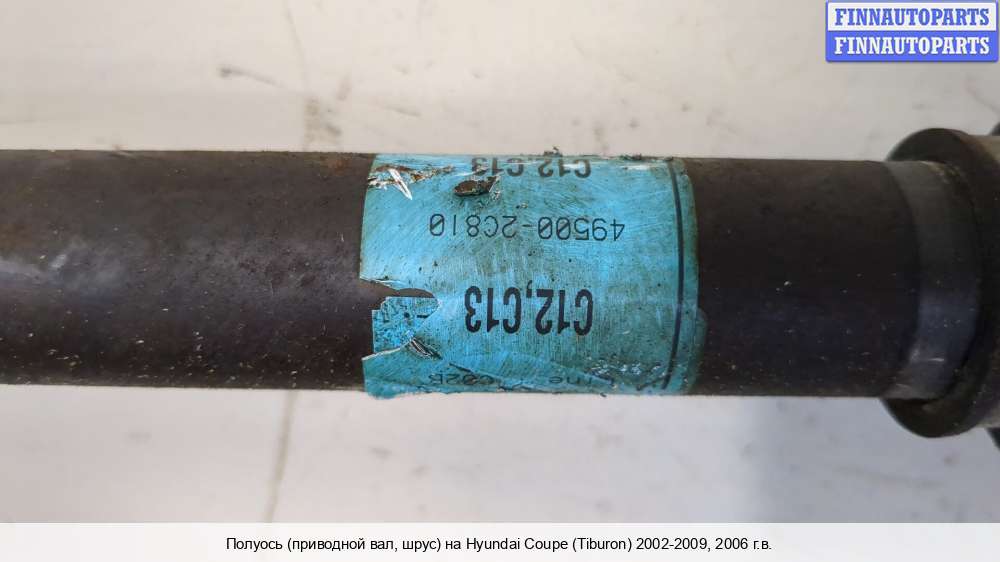 FINNAUTOPARTS
FINNAUTOPARTS
C12,C13
49500-2C810
C12,C13
Полуось (приводной вал, шрус) на Hyundai Coupe (Tiburon) 2002-2009, 2006 г.в.